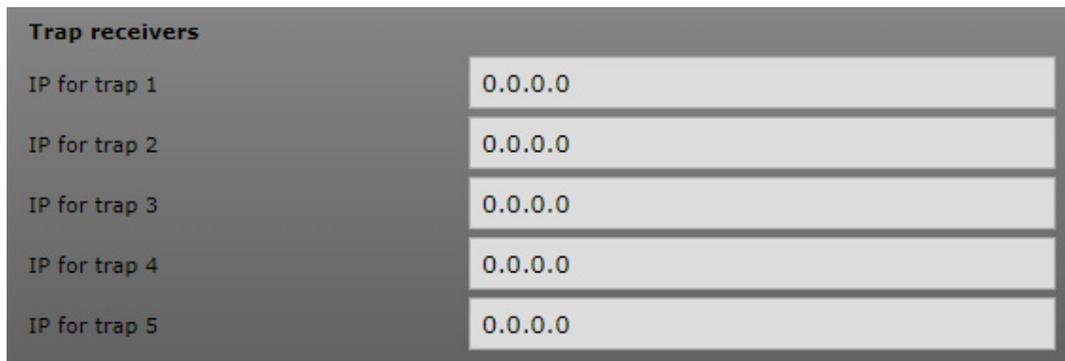 Trap receivers
IP for trap 1 0.0.0.0
IP for trap 2 0.0.0.0
IP for trap 3 0.0.0.0
IP for trap 4 0.0.0.0
IP for trap 5 0.0.0.0